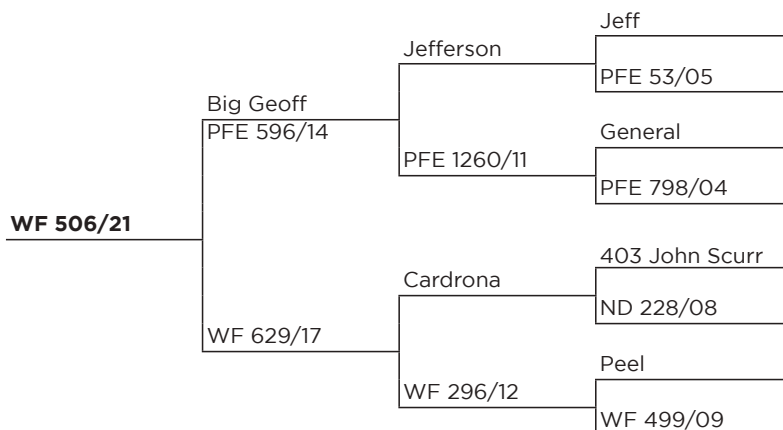 Jeff
Jefferson
PFE 53/05
Big Geoff
PFE 596/14
General
PFE 1260/11
PFE 798/04
WF 506/21
403 John Scurr
Cardrona
ND 228/08
WF 629/17
Peel
WF 296/12
WF 499/09